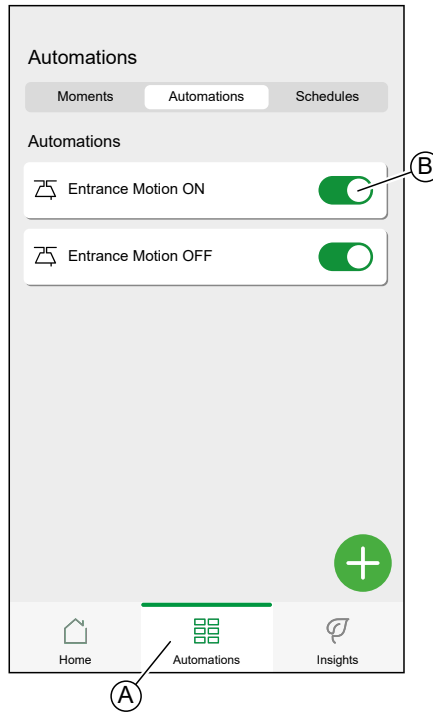 Automations
Moments Automations Schedules
Automations
B
Entrance Motion ON
Entrance Motion OFF
Home Automations Insights
A